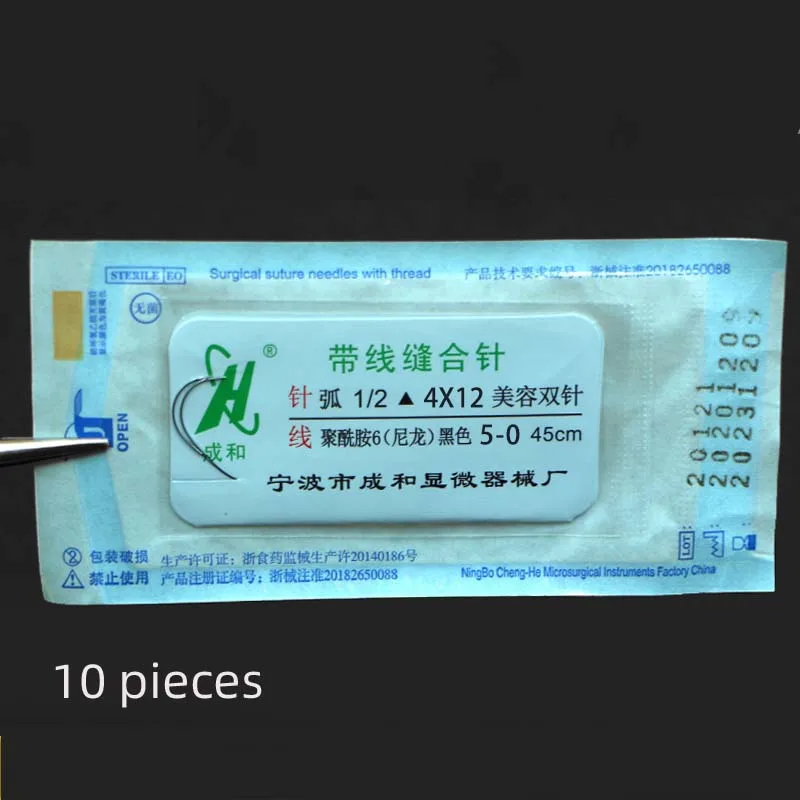 STERILE EO
Surgical suture needles with thread
产品技术要求编号：浙械注准20182650088
无菌
OPEN
®
成和
带线缝合针
针 弧 1/2 ▲ 4X12 美容双针
线 聚酰胺6(尼龙)黑色 5-0 45cm
宁波市成和显微器械厂
20121
20201209
20231207
LOT
② 包装破损
禁止使用
生产许可证：浙食药监械生产许20140186号
产品注册证编号：浙械注准20182650088
NingBo Cheng-He Microsurgical Instruments Factory China
10 pieces